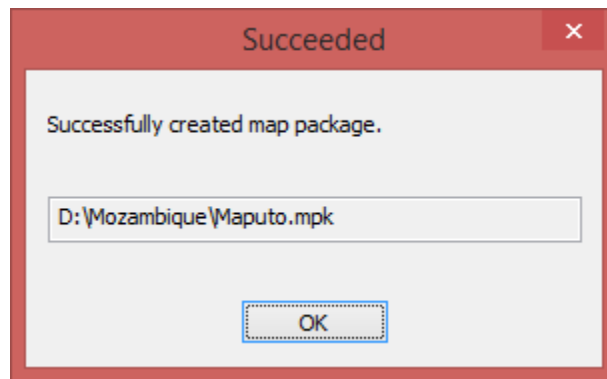 Succeeded
Successfully created map package.
D:\Mozambique\Maputo.mpk
OK